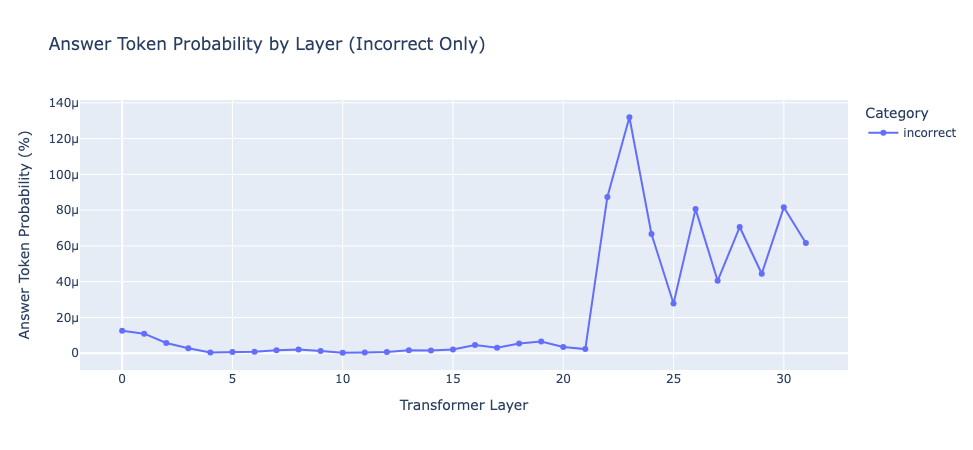 Answer Token Probability by Layer (Incorrect Only)
Answer Token Probability (%)
140μ
120μ
100μ
80μ
60μ
40μ
20μ
0
0 5 10 15 20 25 30
Transformer Layer
Category
incorrect